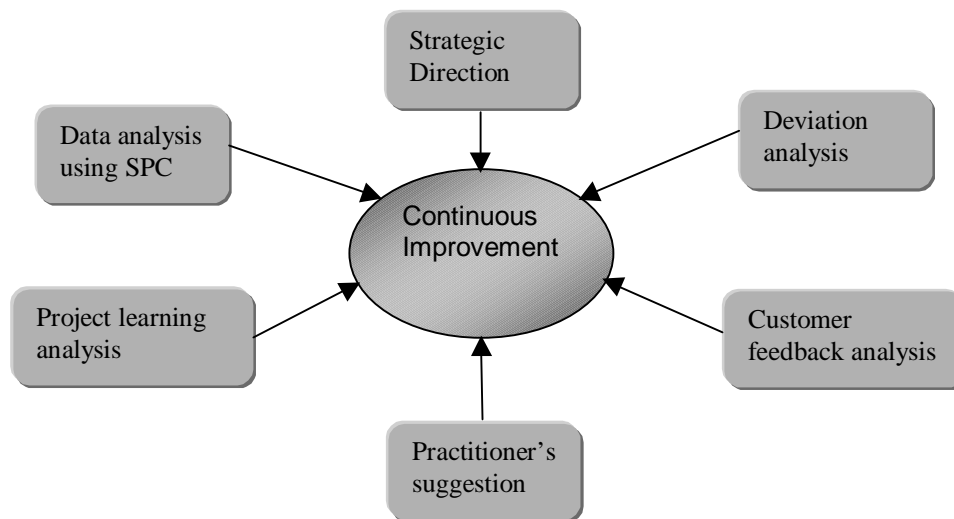 Strategic
Direction
Data analysis
using SPC
Deviation
analysis
Continuous
Improvement
Project learning
analysis
Customer
feedback analysis
Practitioner’s
suggestion